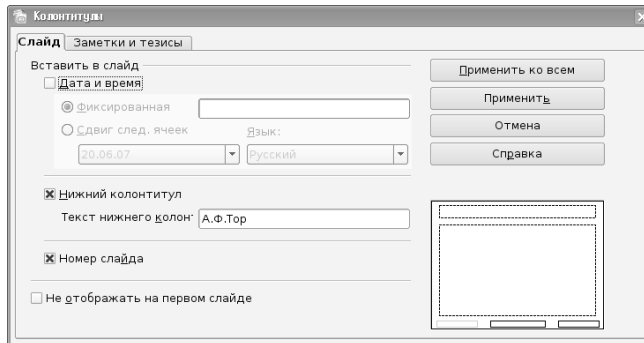 Колонтитулы
Слайд Заметки и тезисы
Вставить в слайд
Дата и время
Фиксированная
Сдвиг след. ячеек Язык:
20.06.07 Русский
Нижний колонтитул
Текст нижнего колон А.Ф.Тор
Номер слайда
Не отображать на первом слайде
Применить ко всем
Применить
Отмена
Справка